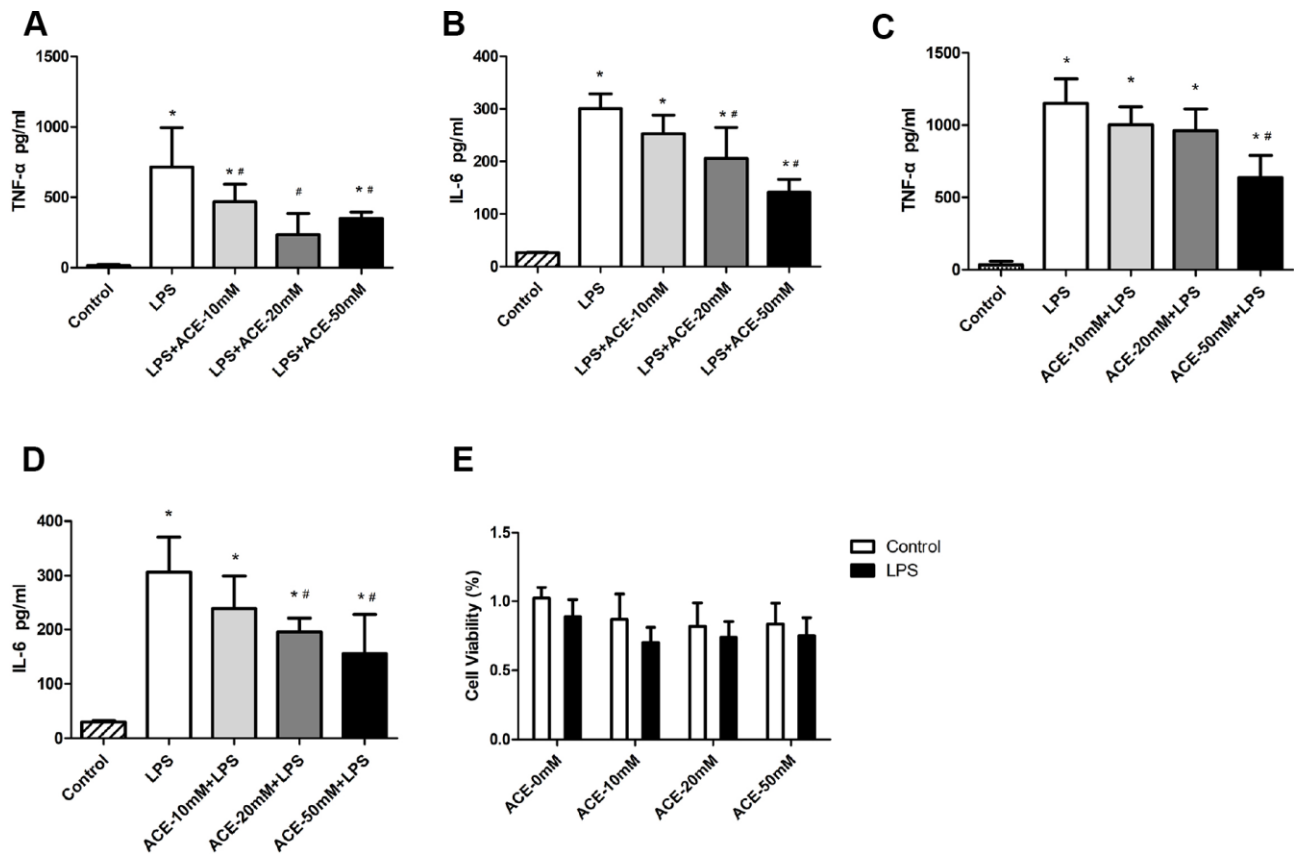 A
TNF-α pg/ml
1500
1000
500
0
*
* #
#
* #
Control
LPS
LPS+ACE-10mM
LPS+ACE-20mM
LPS+ACE-50mM
B
IL-6 pg/ml
400
300
200
100
0
*
*
* #
* #
Control
LPS
LPS+ACE-10mM
LPS+ACE-20mM
LPS+ACE-50mM
C
TNF-α pg/ml
1500
1000
500
0
*
*
*
* #
Control
LPS
ACE-10mM+LPS
ACE-20mM+LPS
ACE-50mM+LPS
D
IL-6 pg/ml
400
300
200
100
0
*
*
* #
* #
Control
LPS
ACE-10mM+LPS
ACE-20mM+LPS
ACE-50mM+LPS
E
Cell Viability (%)
1.5
1.0
0.5
0.0
ACE-0mM
ACE-10mM
ACE-20mM
ACE-50mM
Control
LPS